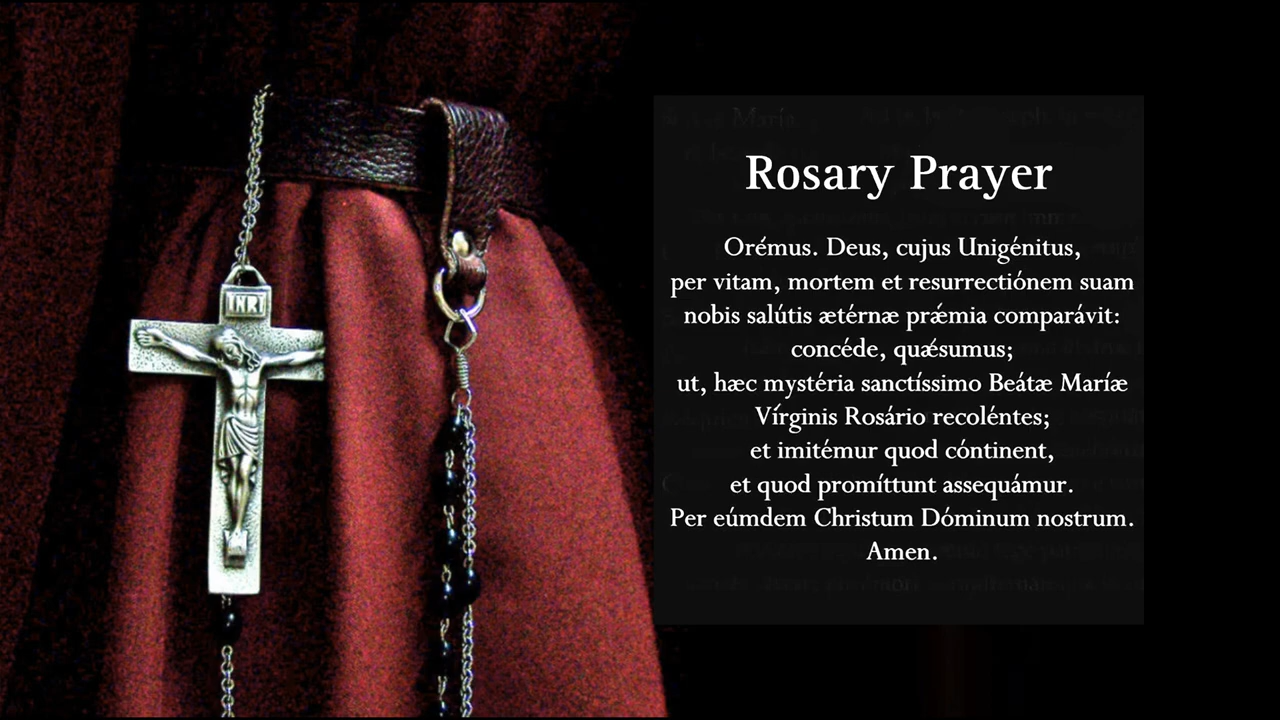 INRI
Rosary Prayer
Orémus. Deus, cujus Unigénitus,
per vitam, mortem et resurrectiónem suam
nobis salútis ætérnæ prǽmia comparávit:
concéde, quǽsumus;
ut, hæc mystéria sanctíssimo Beátæ Maríæ
Vírginis Rosário recoléntes;
et imitémur quod cóntinent,
et quod promíttunt assequámur.
Per eúmdem Christum Dóminum nostrum.
Amen.